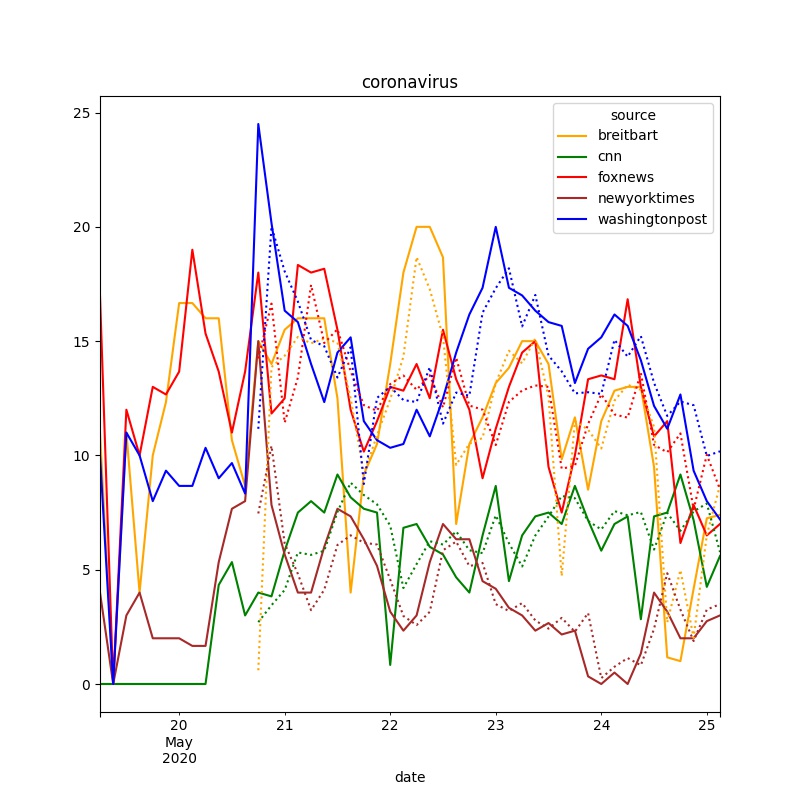 coronavirus
source
breitbart
cnn
foxnews
newyorktimes
washingtonpost
25
20
15
10
5
0
20 21 22 23 24 25
May
2020
date